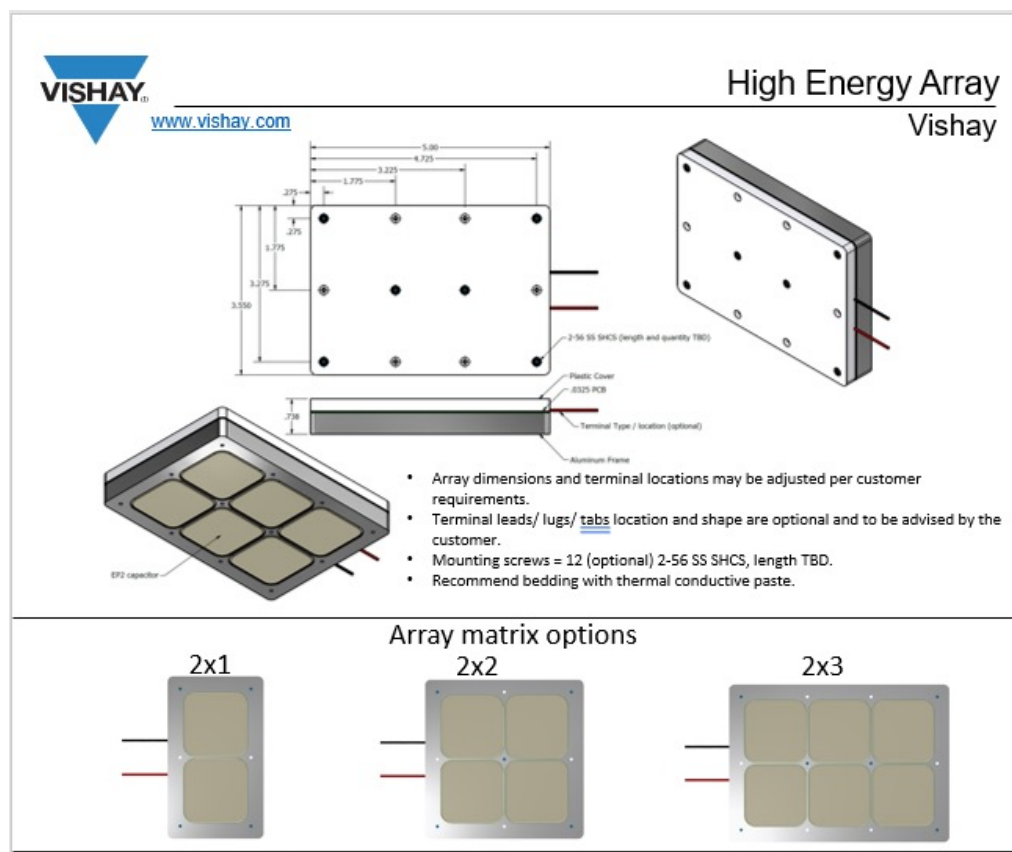 VISHAY
High Energy Array
www.vishay.com
Vishay
5.00
4.725
3.225
1.775
.275
.275
1.775
3.275
3.550
2-56 SS SHCS (length and quantity TBD)
Plastic Cover
.0325 PCB
.738
Terminal Type / location (optional)
Aluminum Frame
EP2 capacitor
• Array dimensions and terminal locations may be adjusted per customer
requirements.
• Terminal leads/ lugs/ tabs location and shape are optional and to be advised by the
customer.
• Mounting screws = 12 (optional) 2-56 SS SHCS, length TBD.
• Recommend bedding with thermal conductive paste.
Array matrix options
2x1 2x2 2x3